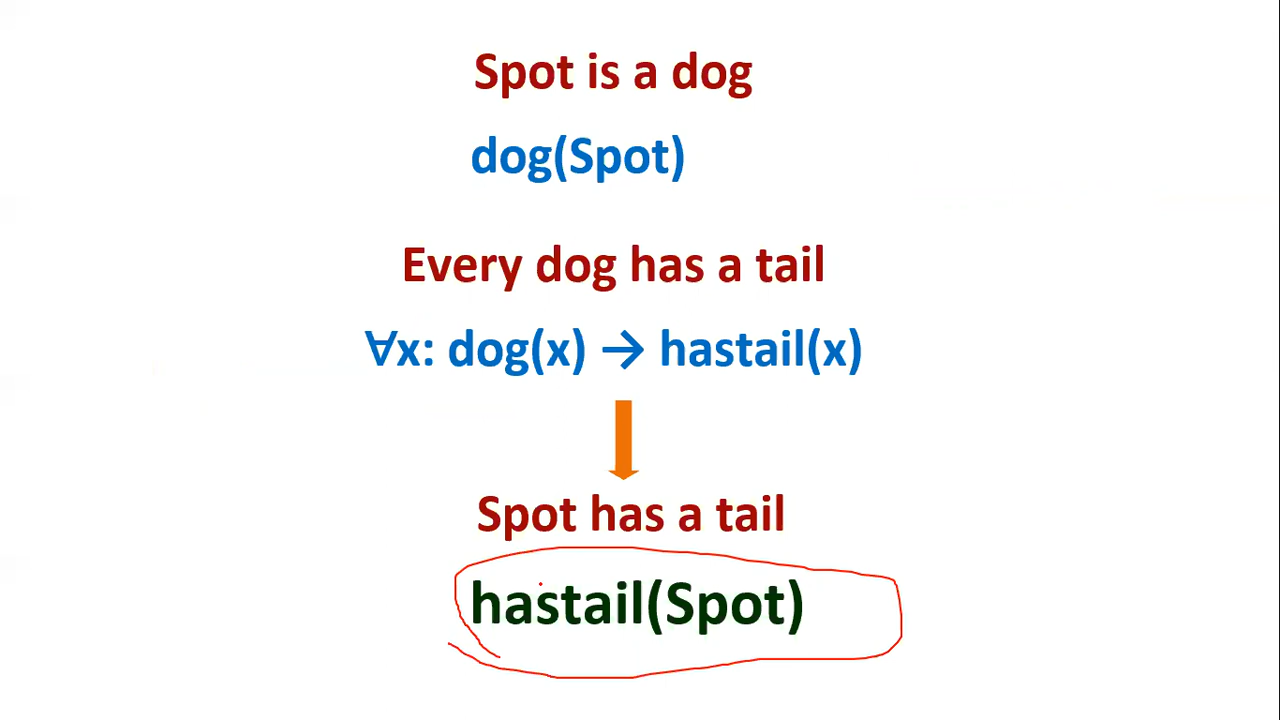 Spot is a dog
dog(Spot)
Every dog has a tail
∀x: dog(x) → hastail(x)
Spot has a tail
hastail(Spot)